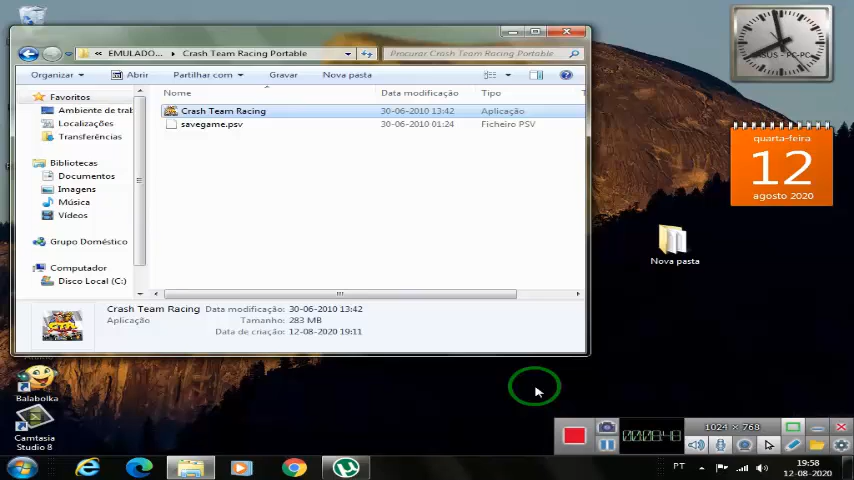 « EMULADO... ▸ Crash Team Racing Portable
Procurar Crash Team Racing Portable
Organizar Abrir Partilhar com Gravar Nova pasta
Nome Data modificação Tipo
Crash Team Racing 30-06-2010 13:42 Aplicação
savegame.psv 30-06-2010 01:24 Ficheiro PSV
Favoritos
Ambiente de trab
Localizações
Transferências
Bibliotecas
Documentos
Imagens
Música
Vídeos
Grupo Doméstico
Computador
Disco Local (C:)
Crash Team Racing Data modificação: 30-06-2010 13:42
Aplicação Tamanho: 283 MB
Data de criação: 12-08-2020 19:11
quarta-feira
12
agosto 2020
Nova pasta
Balabolka
Camtasia
Studio 8
1024 × 768
PT
19:58
12-08-2020